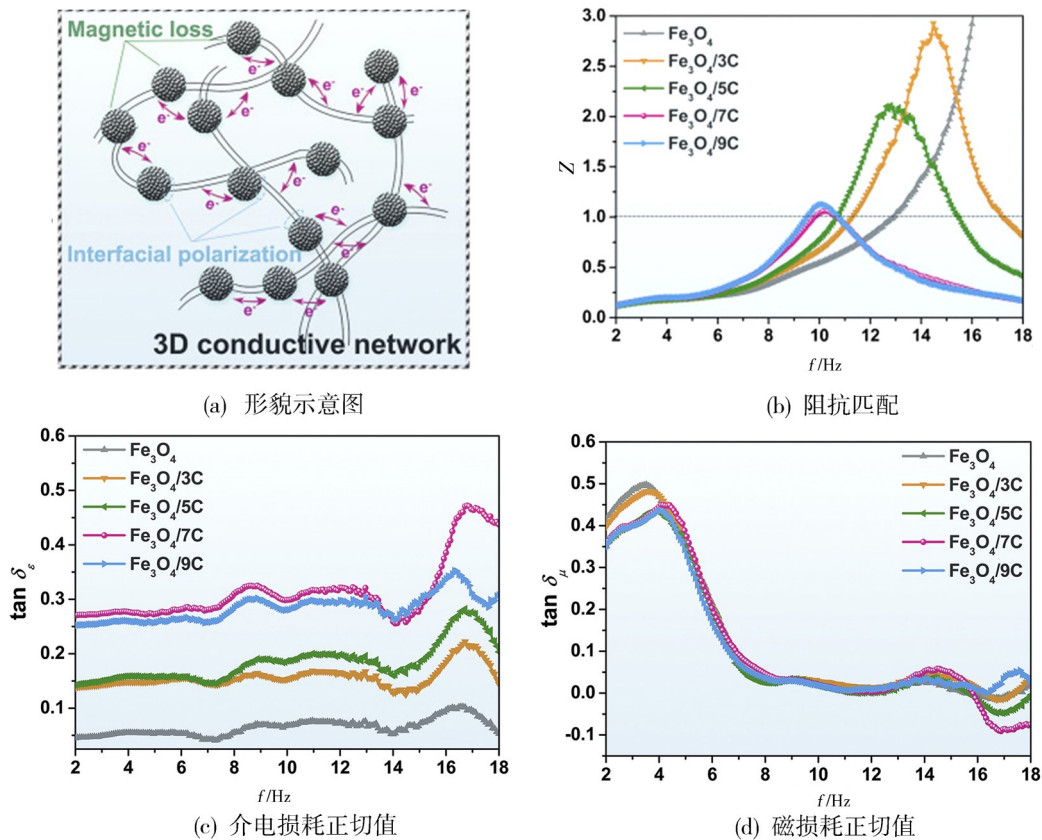 Magnetic loss
e-
e-
e-
e-
e-
e-
e-
e-
e-
e-
e-
e-
e-
e-
Interfacial polarization
3D conductive network
(a) 形貌示意图
3.0
2.5
2.0
1.5
1.0
0.5
0.0
Z
Fe₃O₄
Fe₃O₄/3C
Fe₃O₄/5C
Fe₃O₄/7C
Fe₃O₄/9C
2 4 6 8 10 12 14 16 18
f/Hz
(b) 阻抗匹配
0.6
0.5
0.4
0.3
0.2
0.1
tan δε
Fe₃O₄
Fe₃O₄/3C
Fe₃O₄/5C
Fe₃O₄/7C
Fe₃O₄/9C
2 4 6 8 10 12 14 16 18
f/Hz
(c) 介电损耗正切值
0.6
0.5
0.4
0.3
0.2
0.1
0.0
-0.1
tan δμ
Fe₃O₄
Fe₃O₄/3C
Fe₃O₄/5C
Fe₃O₄/7C
Fe₃O₄/9C
2 4 6 8 10 12 14 16 18
f/Hz
(d) 磁损耗正切值